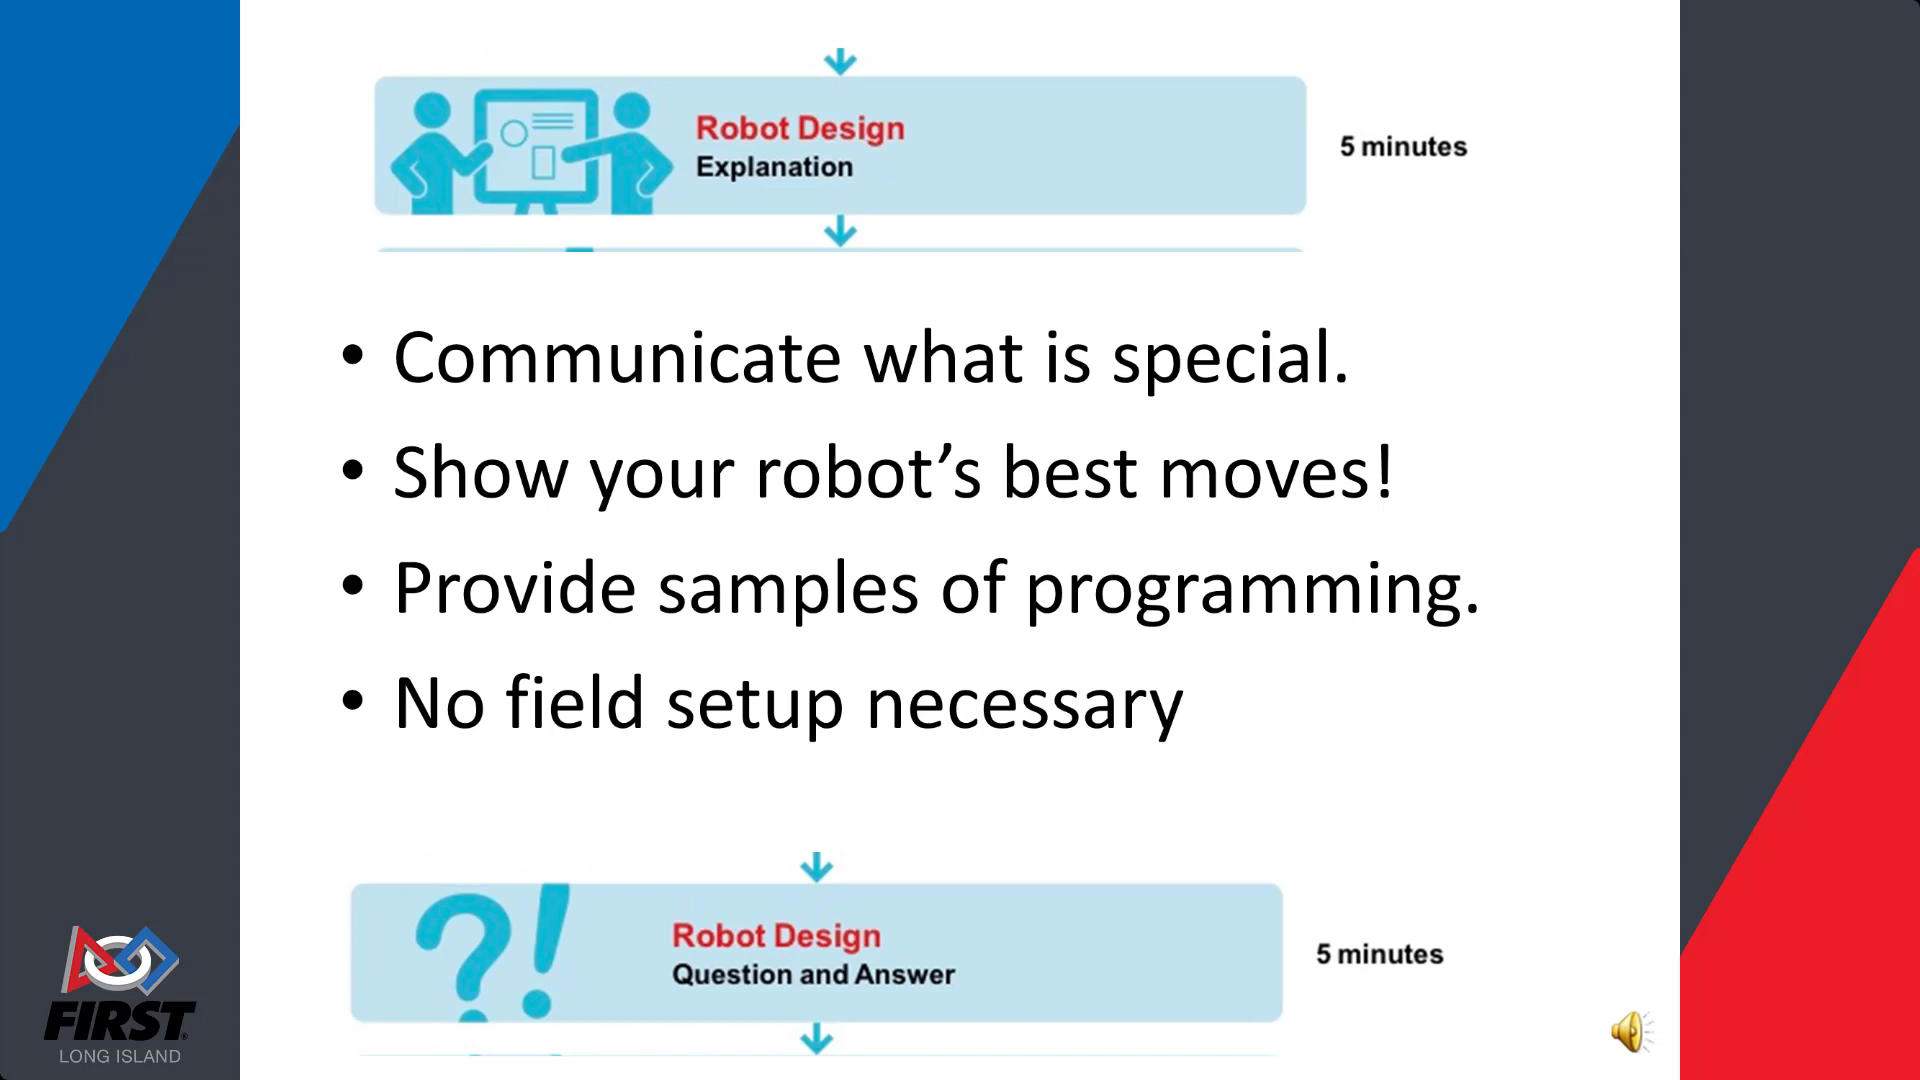 Robot Design
Explanation
5 minutes
• Communicate what is special.
• Show your robot’s best moves!
• Provide samples of programming.
• No field setup necessary
Robot Design
Question and Answer
5 minutes
FIRST®
LONG ISLAND